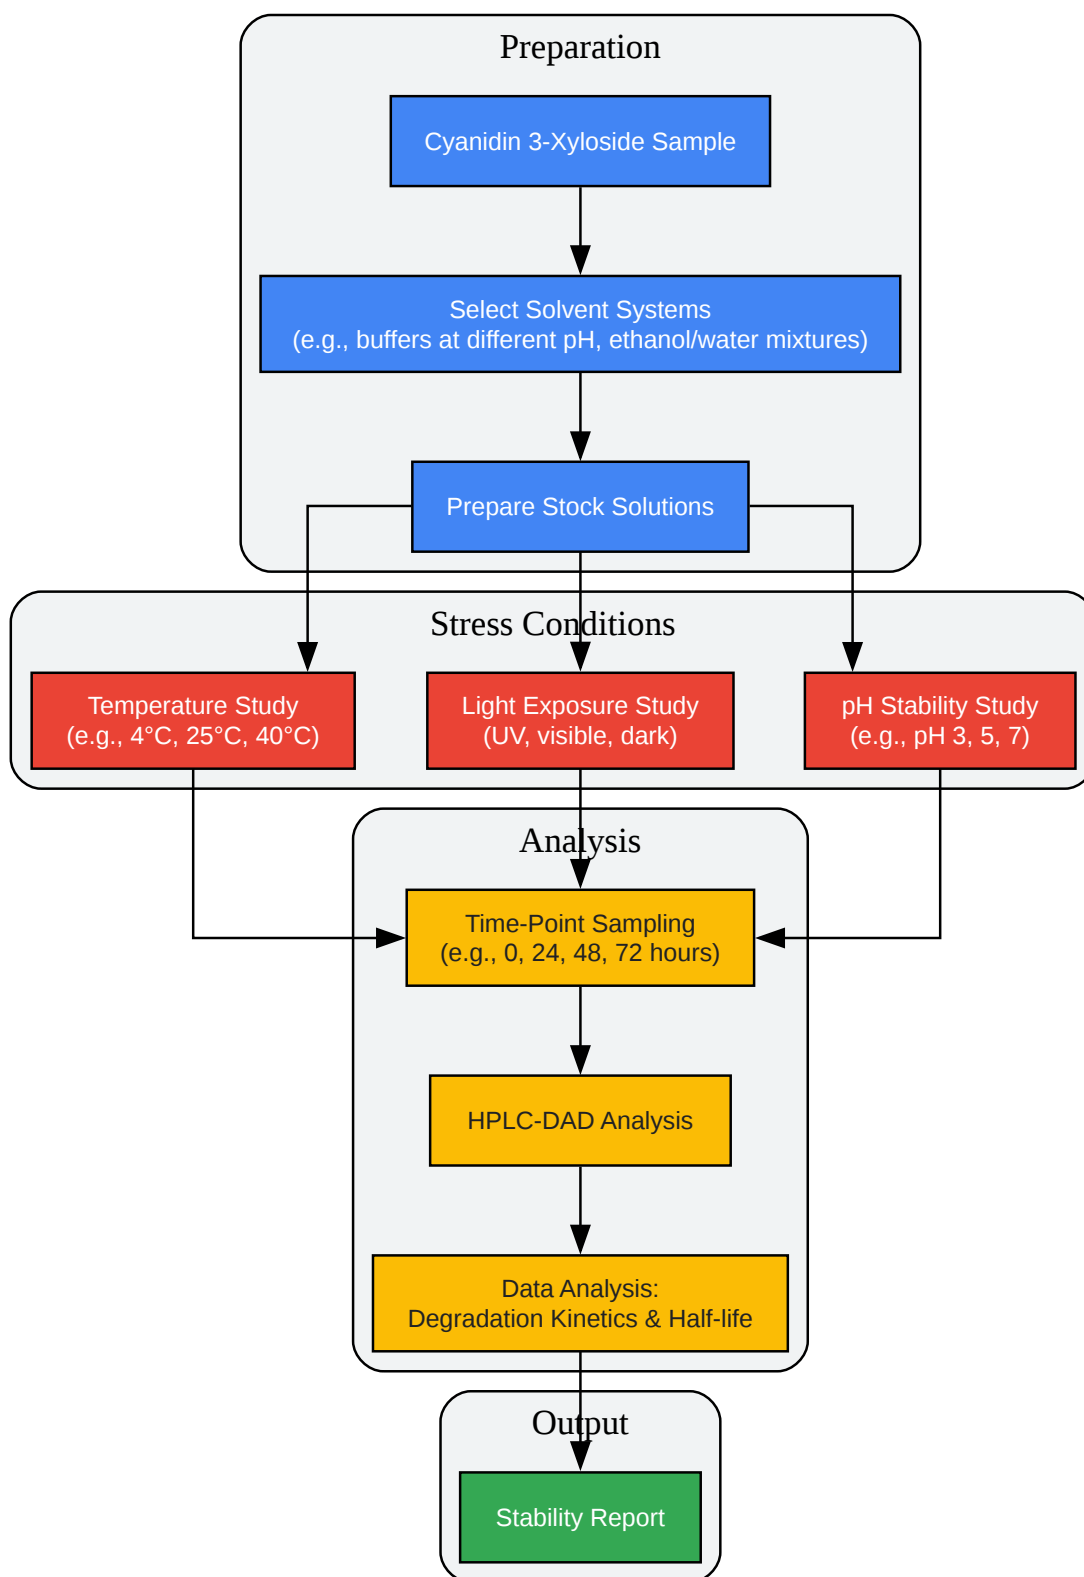 Preparation
Cyanidin 3-Xyloside Sample
Select Solvent Systems
(e.g., buffers at different pH, ethanol/water mixtures)
Prepare Stock Solutions
Stress Conditions
Temperature Study
(e.g., 4°C, 25°C, 40°C)
Light Exposure Study
(UV, visible, dark)
pH Stability Study
(e.g., pH 3, 5, 7)
Analysis
Time-Point Sampling
(e.g., 0, 24, 48, 72 hours)
HPLC-DAD Analysis
Data Analysis:
Degradation Kinetics & Half-life
Output
Stability Report